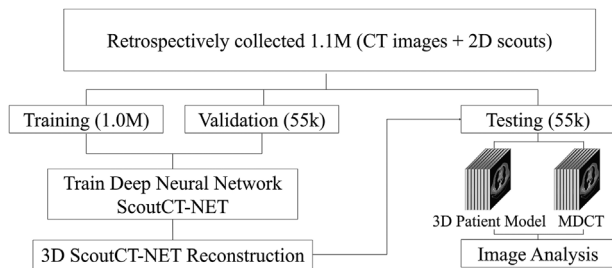 Retrospectively collected 1.1M (CT images + 2D scouts)
Training (1.0M)
Validation (55k)
Testing (55k)
Train Deep Neural Network
ScoutCT-NET
3D Patient Model
MDCT
3D ScoutCT-NET Reconstruction
Image Analysis